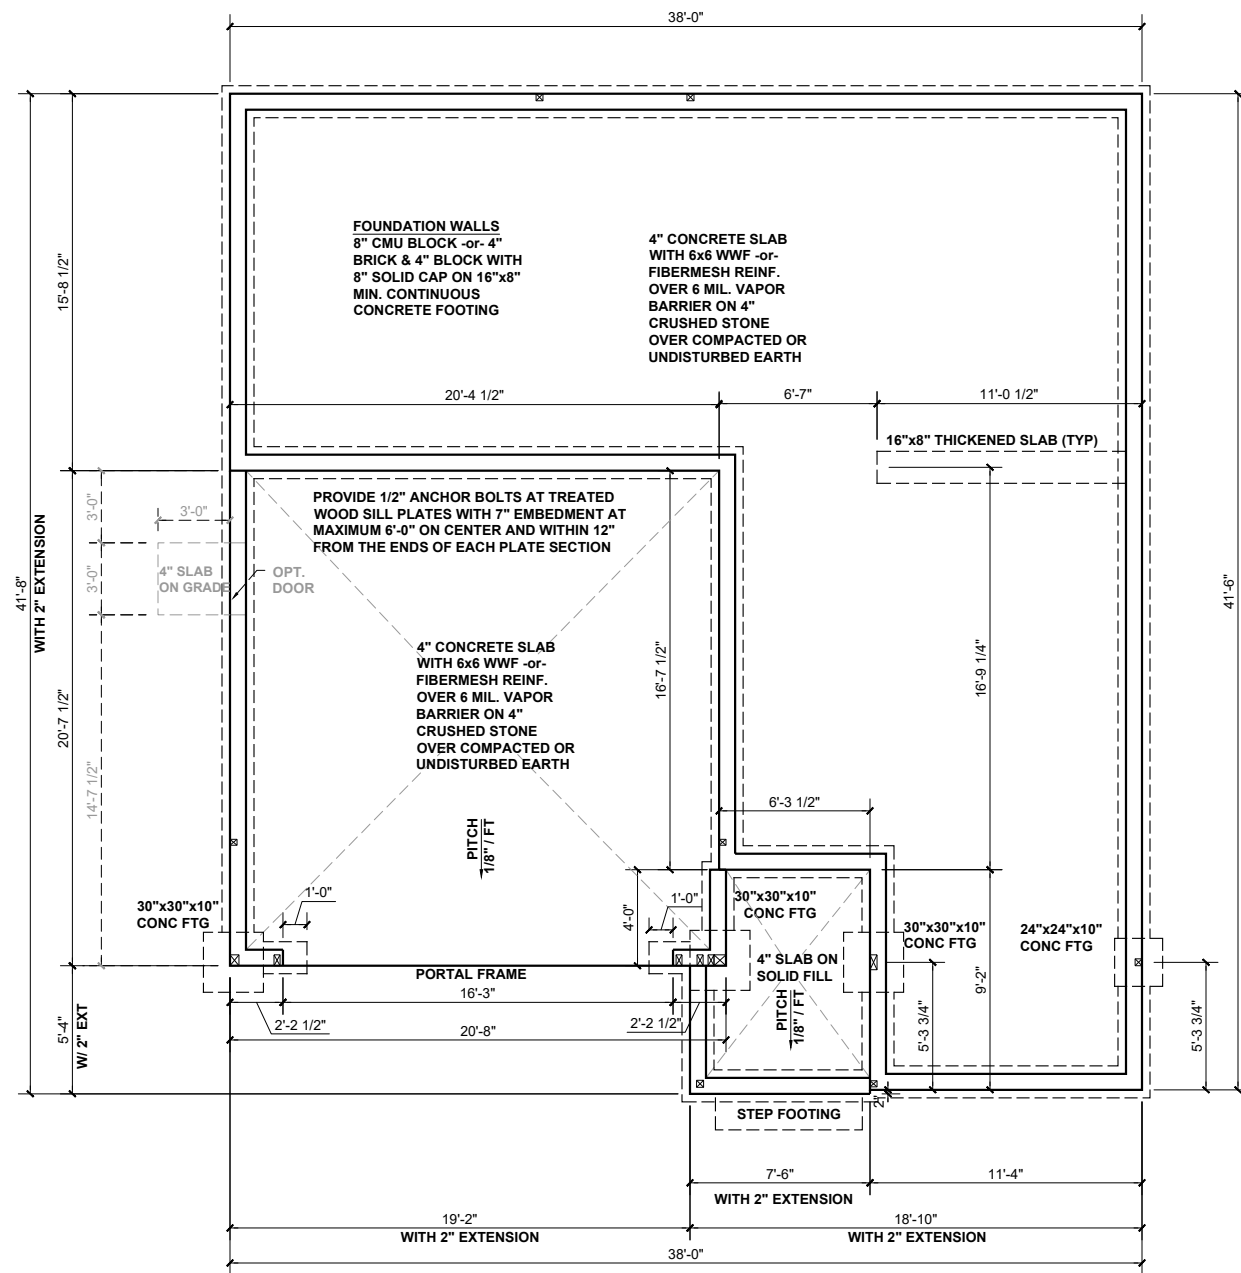 38'-0"
FOUNDATION WALLS
8" CMU BLOCK -or- 4"
BRICK & 4" BLOCK WITH
8" SOLID CAP ON 16"x8"
MIN. CONTINUOUS
CONCRETE FOOTING
4" CONCRETE SLAB
WITH 6x6 WWF -or-
FIBERMESH REINF.
OVER 6 MIL. VAPOR
BARRIER ON 4"
CRUSHED STONE
OVER COMPACTED OR
UNDISTURBED EARTH
15'-8 1/2"
20'-4 1/2"
6'-7"
11'-0 1/2"
16"x8" THICKENED SLAB (TYP)
PROVIDE 1/2" ANCHOR BOLTS AT TREATED
WOOD SILL PLATES WITH 7" EMBEDMENT AT
MAXIMUM 6'-0" ON CENTER AND WITHIN 12"
FROM THE ENDS OF EACH PLATE SECTION
3'-0"
3'-0"
3'-0"
4" SLAB
ON GRADE
OPT.
DOOR
41'-8"
WITH 2" EXTENSION
41'-6"
20'-7 1/2"
14'-7 1/2"
4" CONCRETE SLAB
WITH 6x6 WWF -or-
FIBERMESH REINF.
OVER 6 MIL. VAPOR
BARRIER ON 4"
CRUSHED STONE
OVER COMPACTED OR
UNDISTURBED EARTH
16'-7 1/2"
16'-9 1/4"
6'-3 1/2"
PITCH
1/8" / FT
30"x30"x10"
CONC FTG
1'-0"
1'-0"
4'-0"
30"x30"x10"
CONC FTG
30"x30"x10"
CONC FTG
24"x24"x10"
CONC FTG
4" SLAB ON
SOLID FILL
PITCH
1/8" / FT
9'-2"
PORTAL FRAME
16'-3"
2'-2 1/2"
2'-2 1/2"
20'-8"
5'-4"
W/ 2" EXT
5'-3 3/4"
5'-3 3/4"
2"
STEP FOOTING
7'-6"
WITH 2" EXTENSION
11'-4"
19'-2"
WITH 2" EXTENSION
18'-10"
WITH 2" EXTENSION
38'-0"